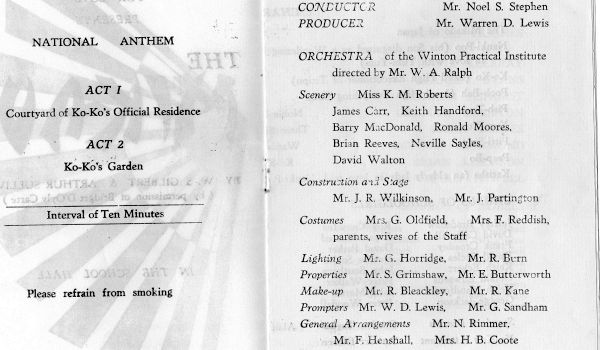 NATIONAL ANTHEM
ACT 1
Courtyard of Ko-Ko's Official Residence
ACT 2
Ko-Ko's Garden
Interval of Ten Minutes
Please refrain from smoking
CONDUCTOR Mr. Noel S. Stephen
PRODUCER Mr. Warren D. Lewis
ORCHESTRA of the Winton Practical Institute
directed by Mr. W. A. Ralph
Scenery Miss K. M. Roberts
James Carr, Keith Handford,
Barry MacDonald, Ronald Moores,
Brian Reeves, Neville Sayles,
David Walton
Construction and Stage
Mr. J. R. Wilkinson, Mr. J. Partington
Costumes Mrs. G. Oldfield, Mrs. F. Reddish,
parents, wives of the Staff
Lighting Mr. G. Horridge, Mr. R. Burn
Properties Mr. S. Grimshaw, Mr. E. Butterworth
Make-up Mr. R. Bleackley, Mr. R. Kane
Prompters Mr. W. D. Lewis, Mr. G. Sandham
General Arrangements Mr. N. Rimmer,
Mr. F. Henshall, Mrs. H. B. Coote